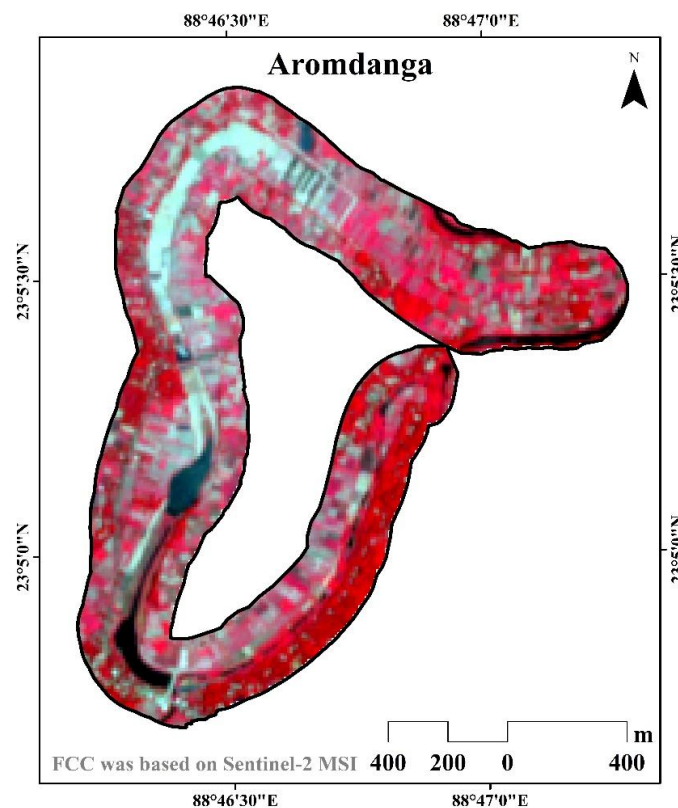 88°46'30"E 88°47'0"E
Aromdanga
N
23°5'30"N 23°5'30"N
23°5'0"N 23°5'0"N
m
FCC was based on Sentinel-2 MSI 400 200 0 400
88°46'30"E 88°47'0"E